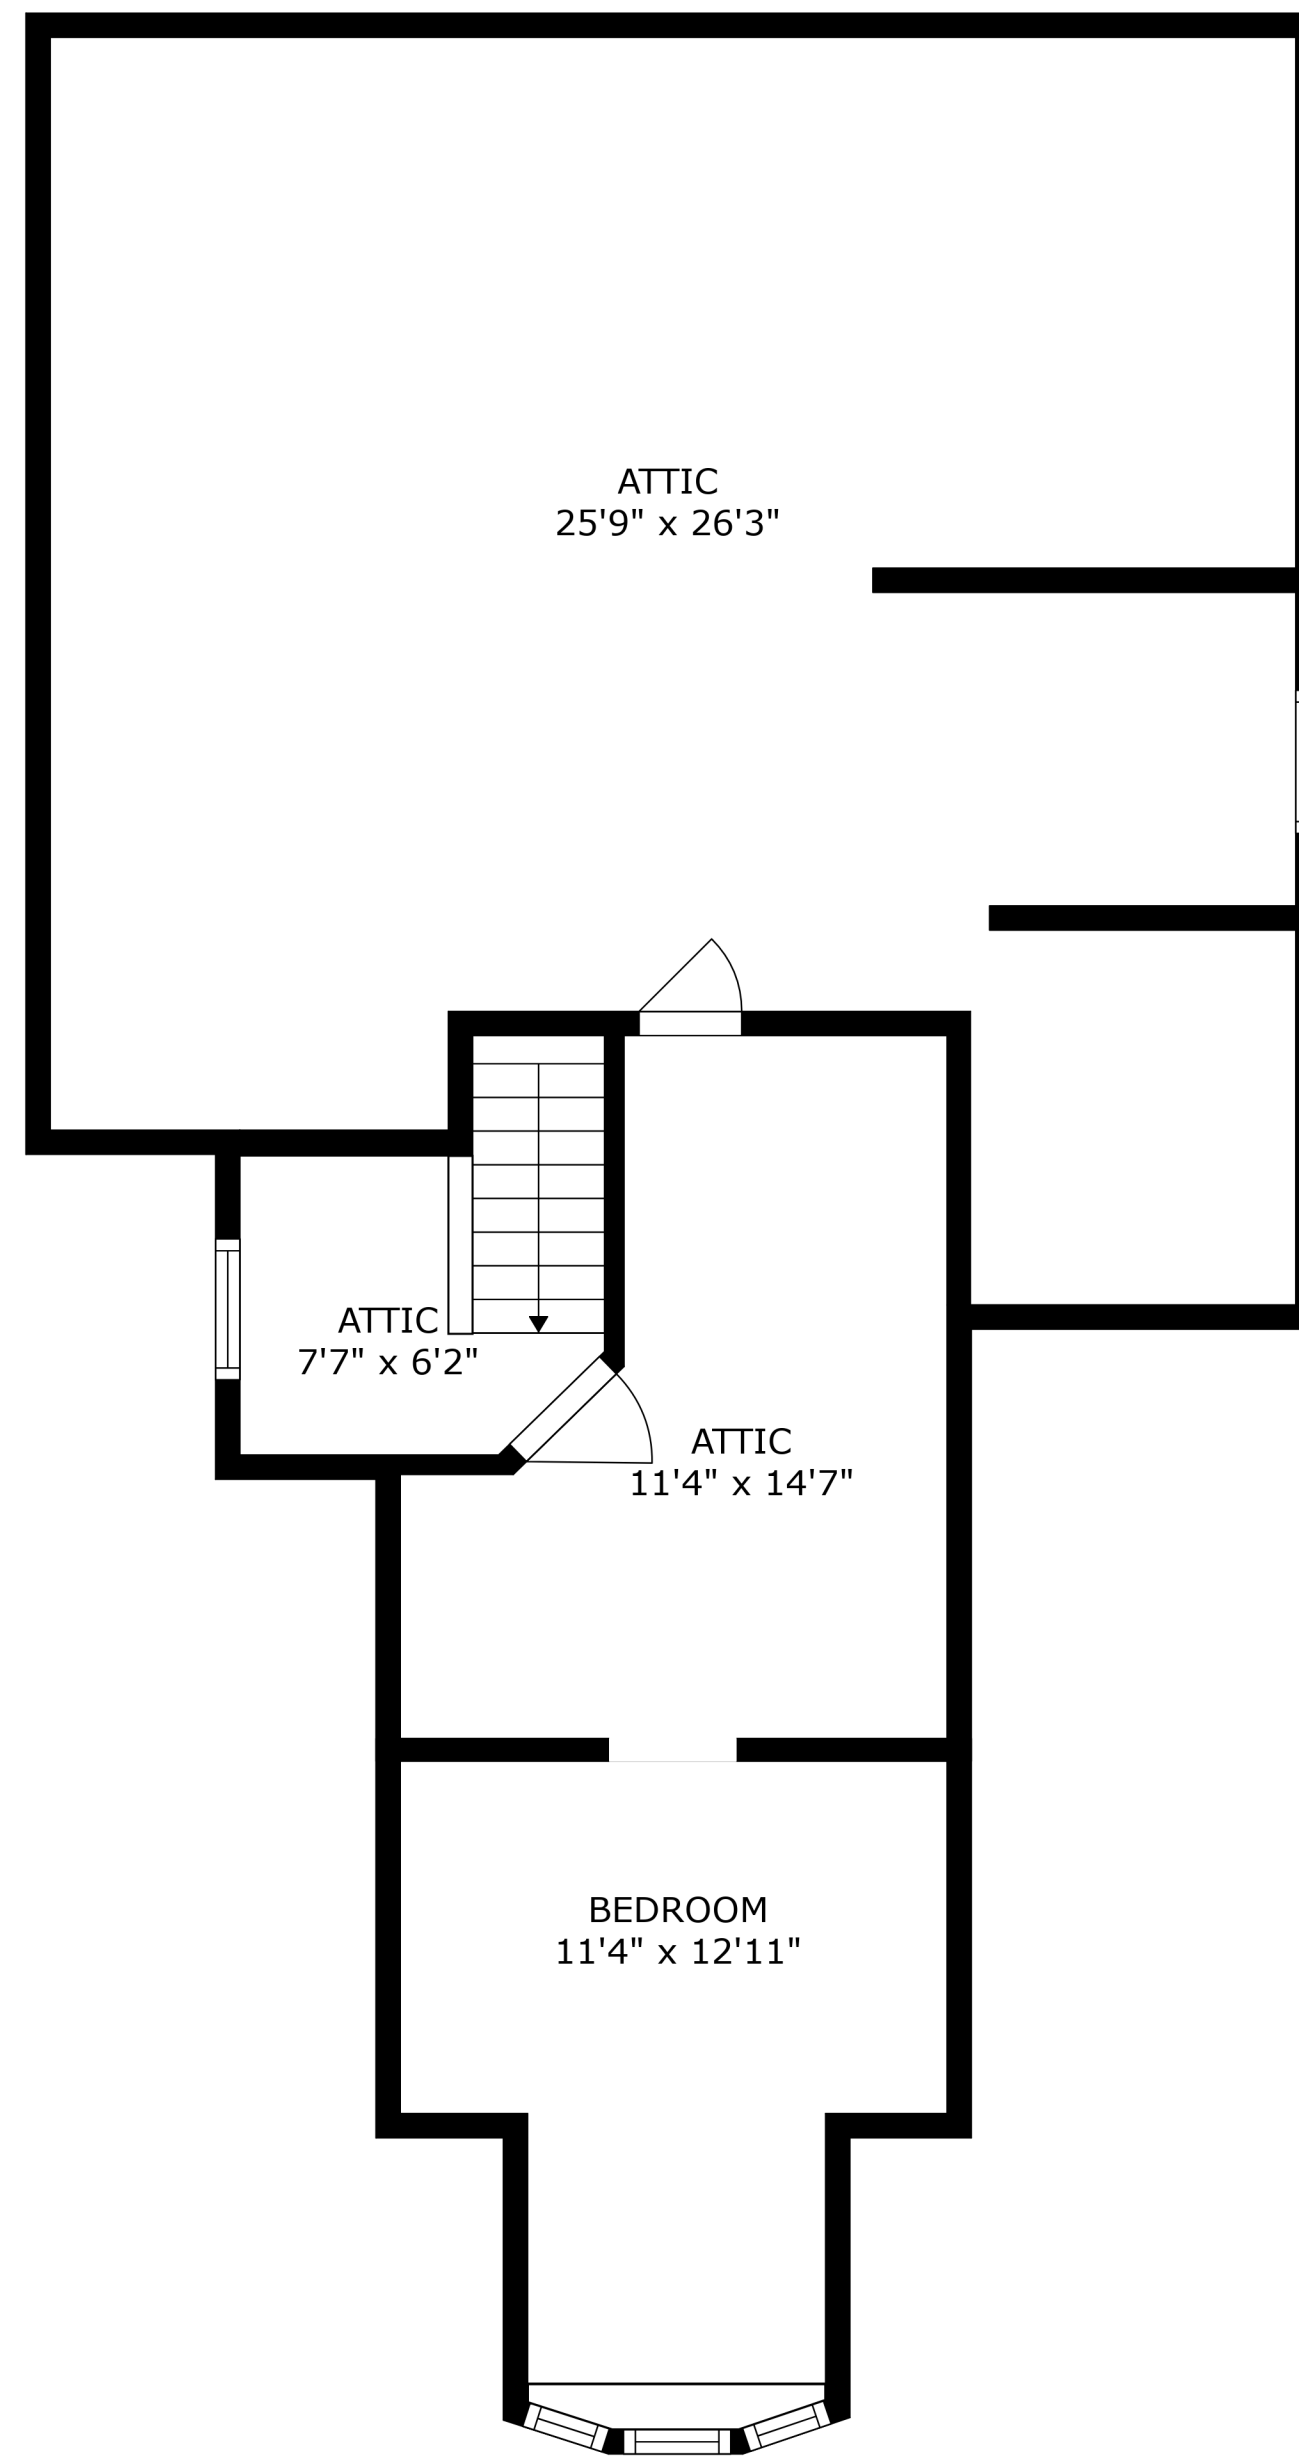 ATTIC
25'9" x 26'3"
ATTIC
7'7" x 6'2"
ATTIC
11'4" x 14'7"
BEDROOM
11'4" x 12'11"